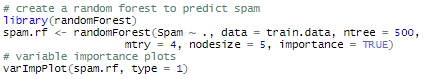 # create a random forest to predict spam
library(randomForest)
spam.rf <- randomForest(Spam ~ ., data = train.data, ntree = 500,
mtry = 4, nodesize = 5, importance = TRUE)
# variable importance plots
varImpPlot(spam.rf, type = 1)